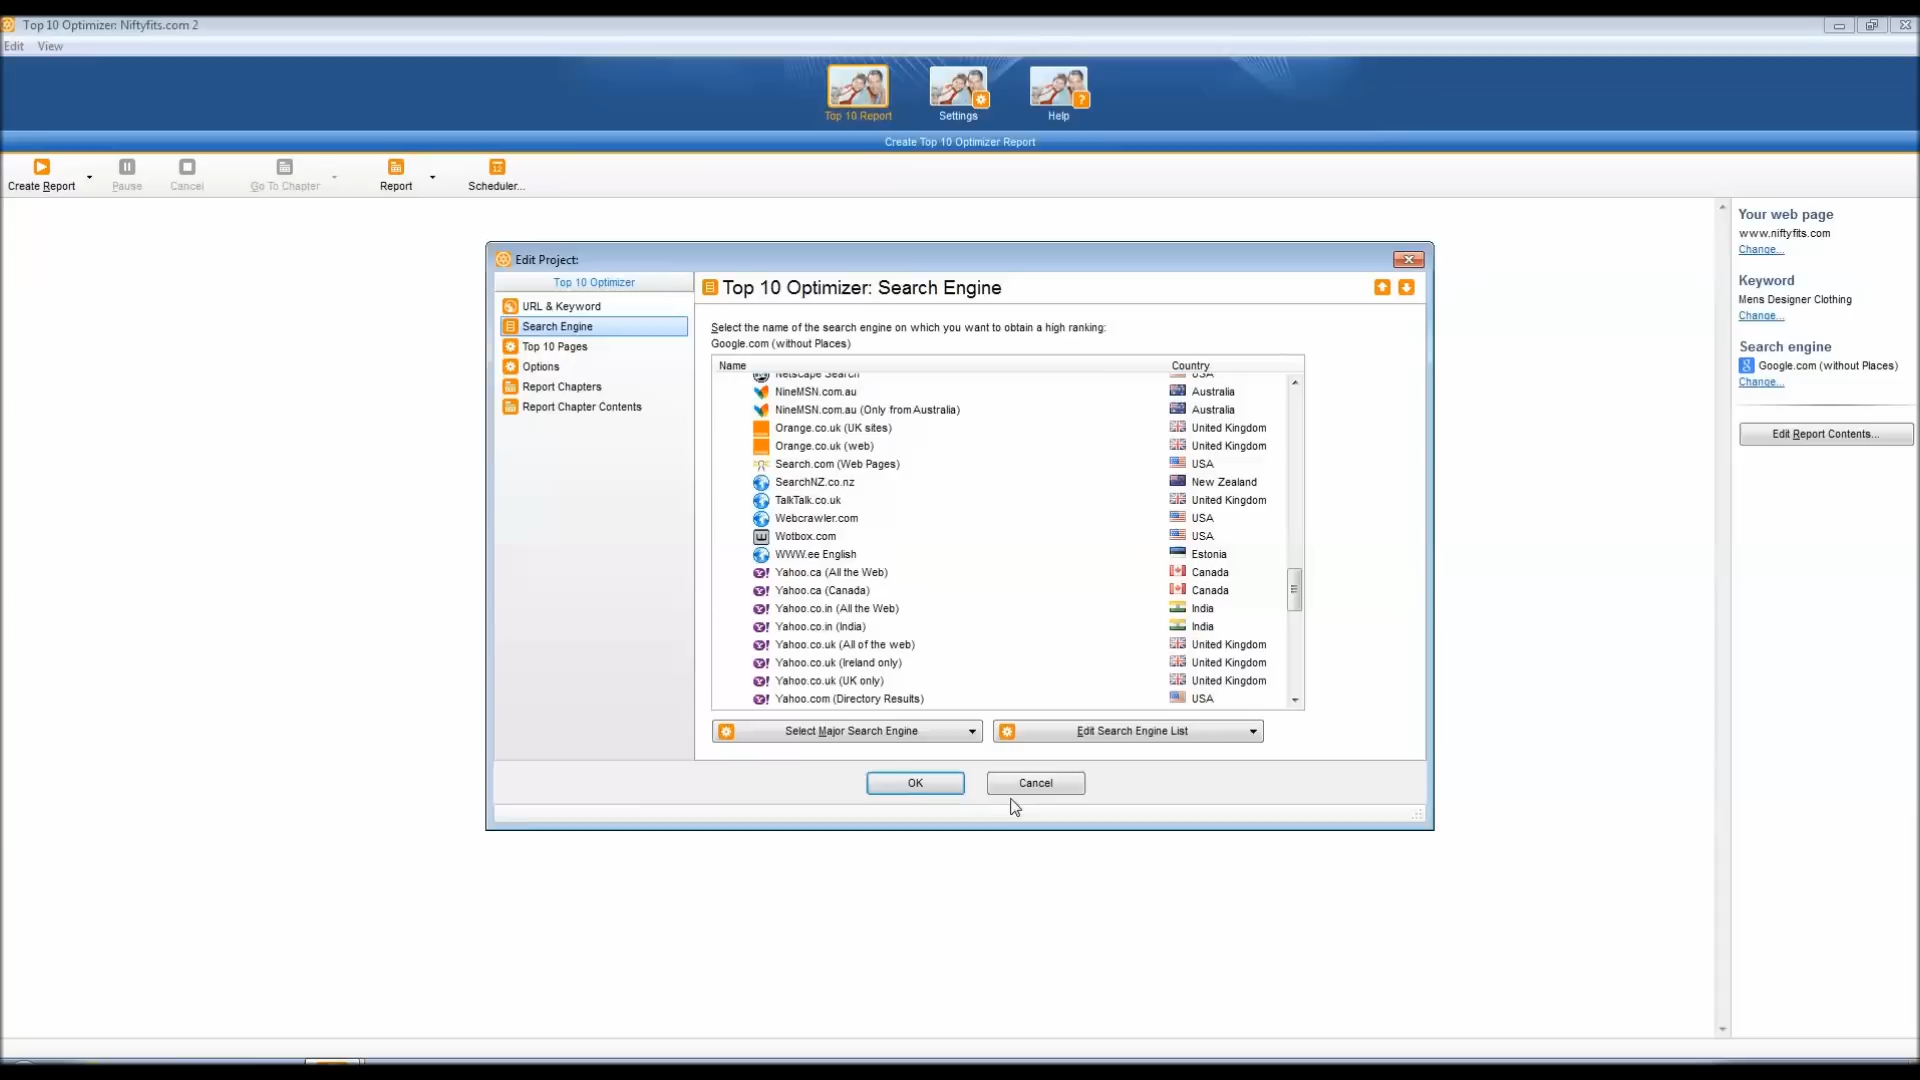 Top 10 Optimizer: Niftyfits.com 2
Edit View
Top 10 Report
Settings
Help
Create Top 10 Optimizer Report
Create Report
Pause
Cancel
Go To Chapter
Report
Scheduler...
Edit Project:
Top 10 Optimizer
URL & Keyword
Search Engine
Top 10 Pages
Options
Report Chapters
Report Chapter Contents
Top 10 Optimizer: Search Engine
Select the name of the search engine on which you want to obtain a high ranking:
Google.com (without Places)
Name Country
Netscape Search USA
NineMSN.com.au Australia
NineMSN.com.au (Only from Australia) Australia
Orange.co.uk (UK sites) United Kingdom
Orange.co.uk (web) United Kingdom
Search.com (Web Pages) USA
SearchNZ.co.nz New Zealand
TalkTalk.co.uk United Kingdom
Webcrawler.com USA
Wotbox.com USA
WWW.ee English Estonia
Yahoo.ca (All the Web) Canada
Yahoo.ca (Canada) Canada
Yahoo.co.in (All the Web) India
Yahoo.co.in (India) India
Yahoo.co.uk (All of the web) United Kingdom
Yahoo.co.uk (Ireland only) United Kingdom
Yahoo.co.uk (UK only) United Kingdom
Yahoo.com (Directory Results) USA
Select Major Search Engine
Edit Search Engine List
OK
Cancel
Your web page
www.niftyfits.com
Change...
Keyword
Mens Designer Clothing
Change...
Search engine
Google.com (without Places)
Change...
Edit Report Contents...